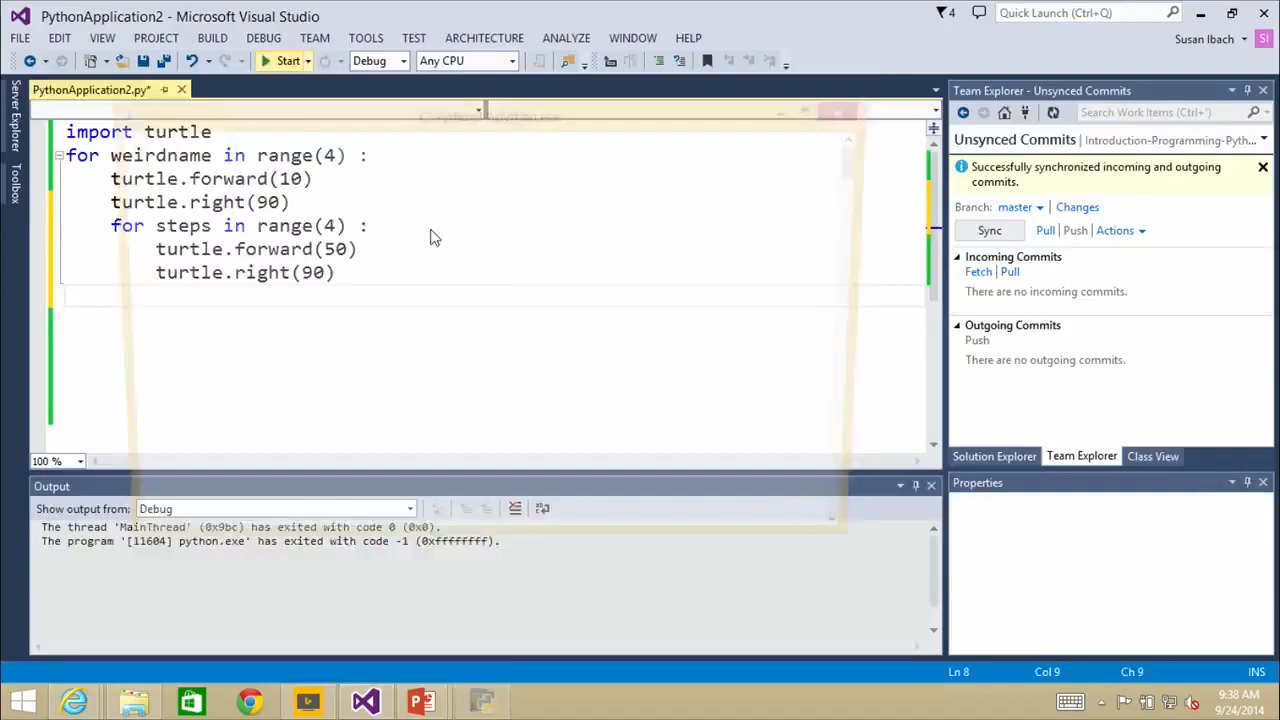 PythonApplication2 - Microsoft Visual Studio
4
Quick Launch (Ctrl+Q)
FILE EDIT VIEW PROJECT BUILD DEBUG TEAM TOOLS TEST ARCHITECTURE ANALYZE WINDOW HELP
Susan Ibach SI
Start Debug Any CPU
PythonApplication2.py*
Server Explorer
Toolbox
import turtle
for weirdname in range(4) :
turtle.forward(10)
turtle.right(90)
for steps in range(4) :
turtle.forward(50)
turtle.right(90)
100 %
Output
Show output from: Debug
The thread 'MainThread' (0x9bc) has exited with code 0 (0x0).
The program '[11604] python.exe' has exited with code -1 (0xffffffff).
Team Explorer - Unsynced Commits
Search Work Items (Ctrl+')
Unsynced Commits Introduction-Programming-Pyth...
Successfully synchronized incoming and outgoing
commits.
Branch: master Changes
Sync Pull Push Actions
Incoming Commits
Fetch Pull
There are no incoming commits.
Outgoing Commits
Push
There are no outgoing commits.
Solution Explorer Team Explorer Class View
Properties
Ln 8 Col 9 Ch 9 INS
9:38 AM
9/24/2014